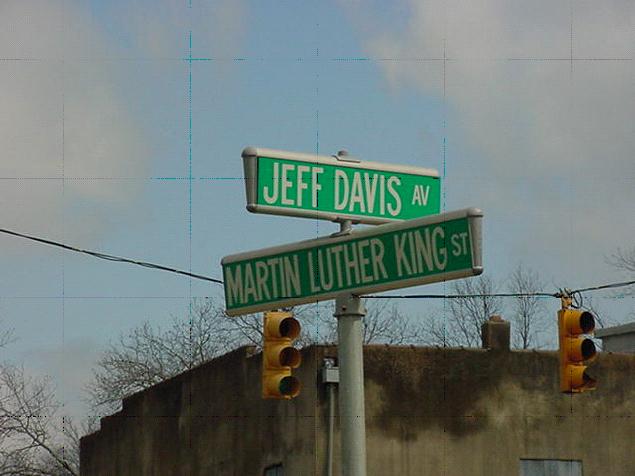 JEFF DAVIS AV
MARTIN LUTHER KING ST